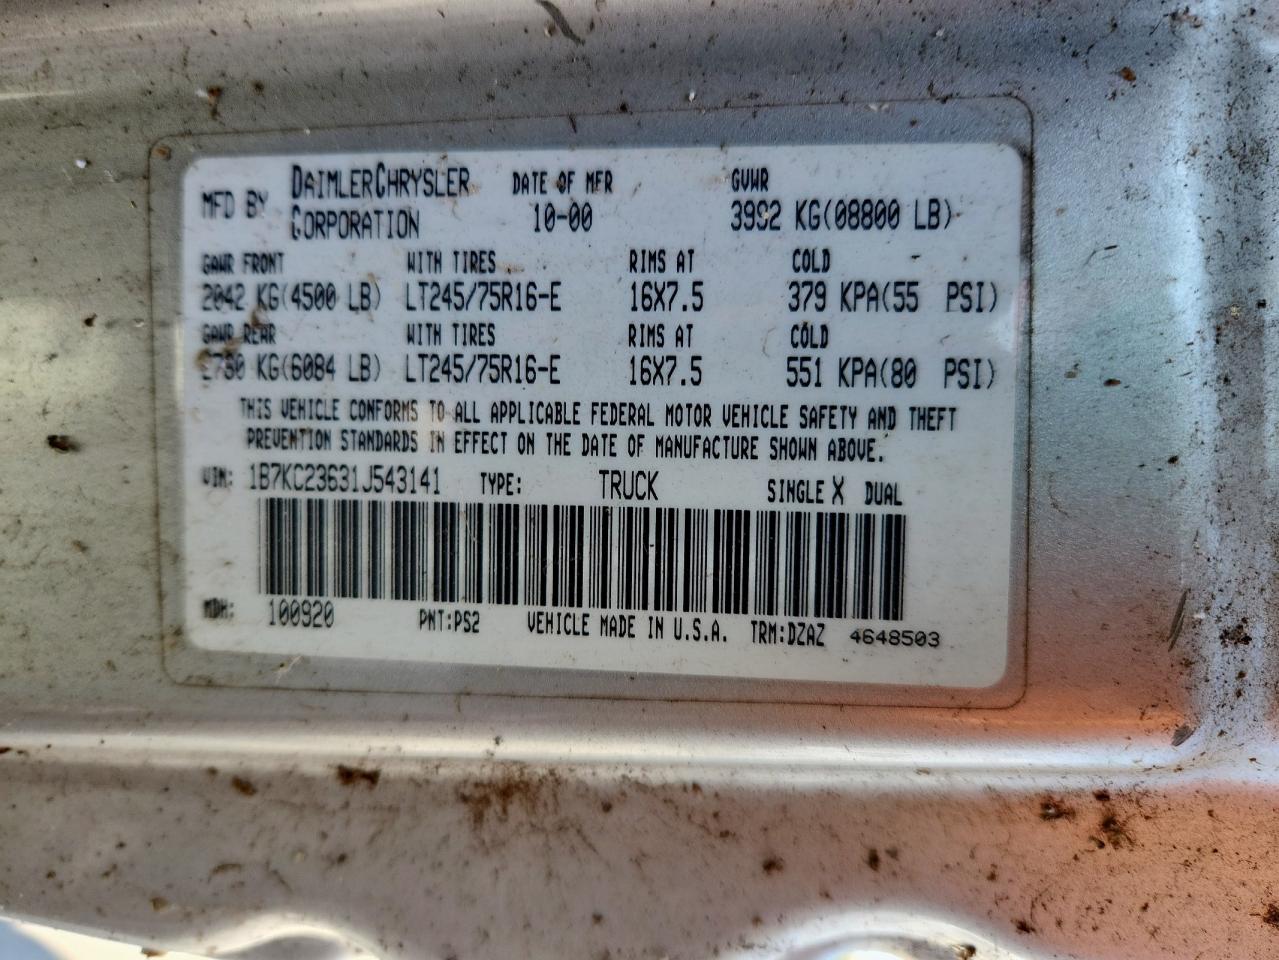 MFD BY DAIMLERCHRYSLER CORPORATION DATE OF MFR 10-00 GVWR 3992 KG(08800 LB)
GAWR FRONT WITH TIRES RIMS AT COLD
2042 KG(4500 LB) LT245/75R16-E 16X7.5 379 KPA(55 PSI)
GAWR REAR WITH TIRES RIMS AT COLD
KG(6084 LB) LT245/75R16-E 16X7.5 551 KPA(80 PSI)
THIS VEHICLE CONFORMS TO ALL APPLICABLE FEDERAL MOTOR VEHICLE SAFETY AND THEFT
PREVENTION STANDARDS IN EFFECT ON THE DATE OF MANUFACTURE SHOWN ABOVE.
VIN: 1B7KC23631J543141 TYPE: TRUCK SINGLE X DUAL
MDH: 100920 PNT:PS2 VEHICLE MADE IN U.S.A. TRM:DZAZ 4648503